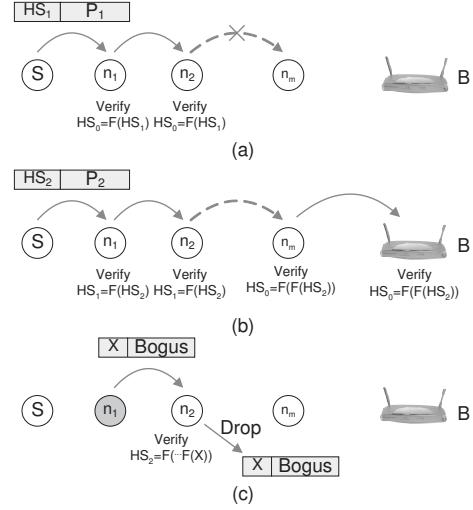 HS1 P1
S n1 n2 nm B
Verify Verify
HS0=F(HS1) HS0=F(HS1)
(a)
HS2 P2
S n1 n2 nm B
Verify Verify Verify Verify
HS1=F(HS2) HS1=F(HS2) HS0=F(F(HS2)) HS0=F(F(HS2))
(b)
X Bogus
S n1 n2 nm B
Drop
Verify
HS2=F(···F(X))
X Bogus
(c)